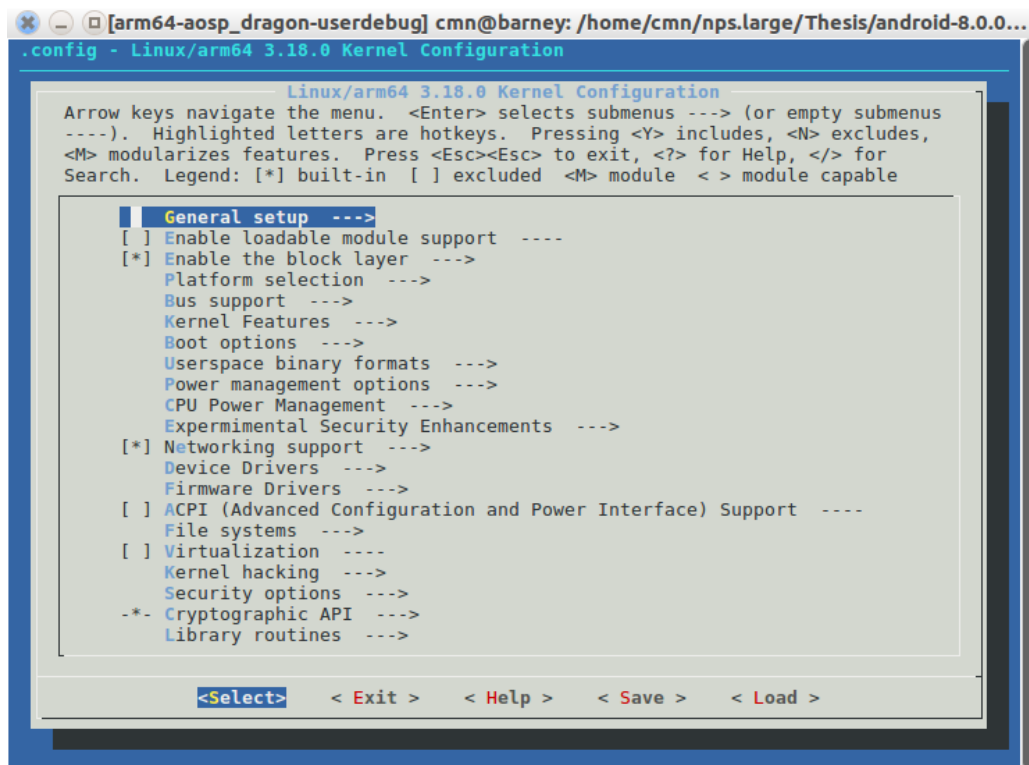 [arm64-aosp_dragon-userdebug] cmn@barney: /home/cmn/nps.large/Thesis/android-8.0.0...
.config - Linux/arm64 3.18.0 Kernel Configuration
Linux/arm64 3.18.0 Kernel Configuration
Arrow keys navigate the menu.  <Enter> selects submenus ---> (or empty submenus
----).  Highlighted letters are hotkeys.  Pressing <Y> includes, <N> excludes,
<M> modularizes features.  Press <Esc><Esc> to exit, <?> for Help, </> for
Search.  Legend: [*] built-in  [ ] excluded  <M> module  < > module capable
General setup  --->
[ ] Enable loadable module support  ----
[*] Enable the block layer  --->
Platform selection  --->
Bus support  --->
Kernel Features  --->
Boot options  --->
Userspace binary formats  --->
Power management options  --->
CPU Power Management  --->
Expermimental Security Enhancements  --->
[*] Networking support  --->
Device Drivers  --->
Firmware Drivers  --->
[ ] ACPI (Advanced Configuration and Power Interface) Support  ----
File systems  --->
[ ] Virtualization  ----
Kernel hacking  --->
Security options  --->
-*- Cryptographic API  --->
Library routines  --->
<Select>    < Exit >    < Help >    < Save >    < Load >